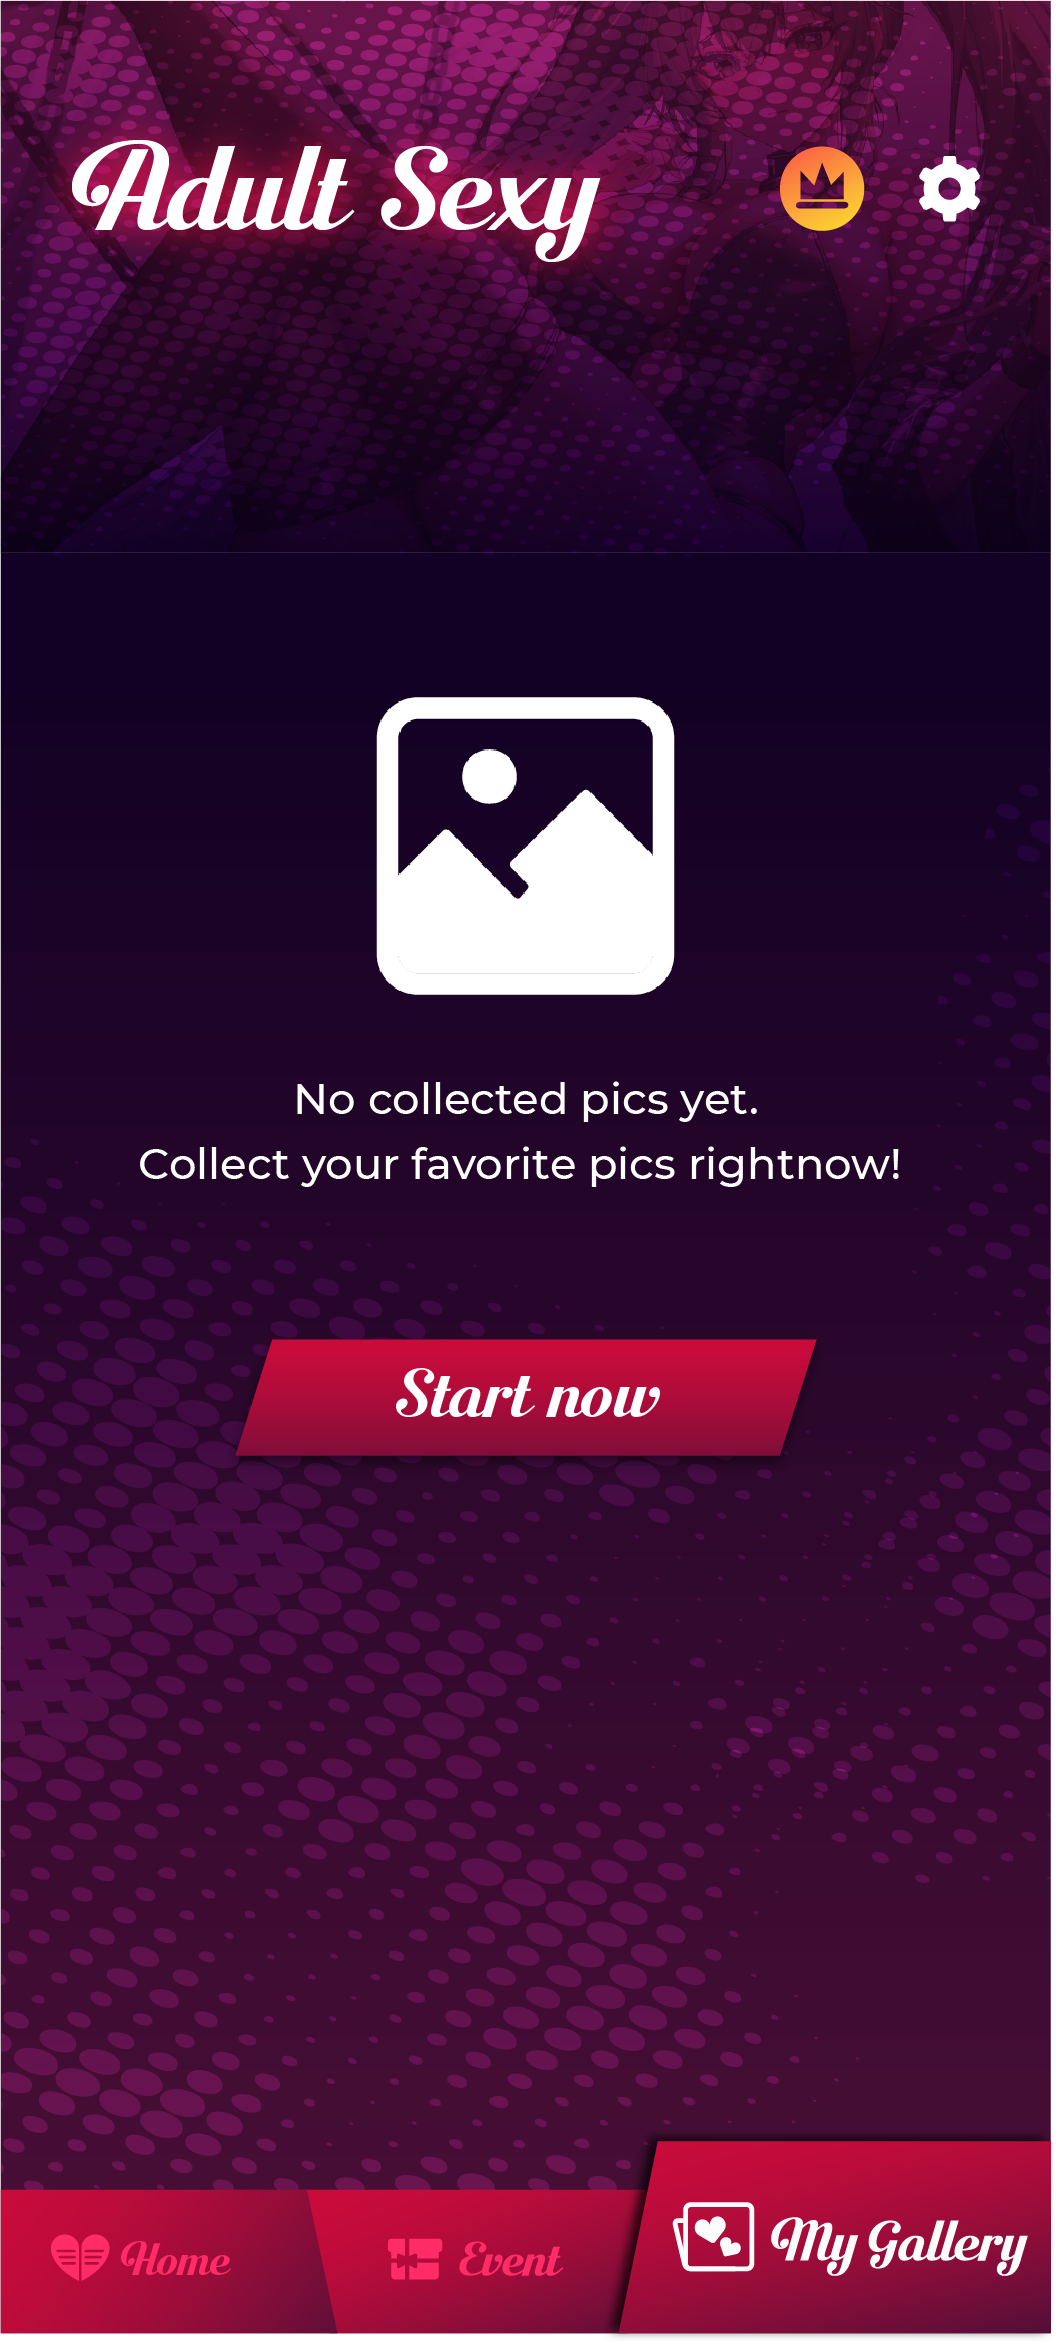 Adult Sexy
No collected pics yet.
Collect your favorite pics rightnow!
Start now
Home
Event
My Gallery